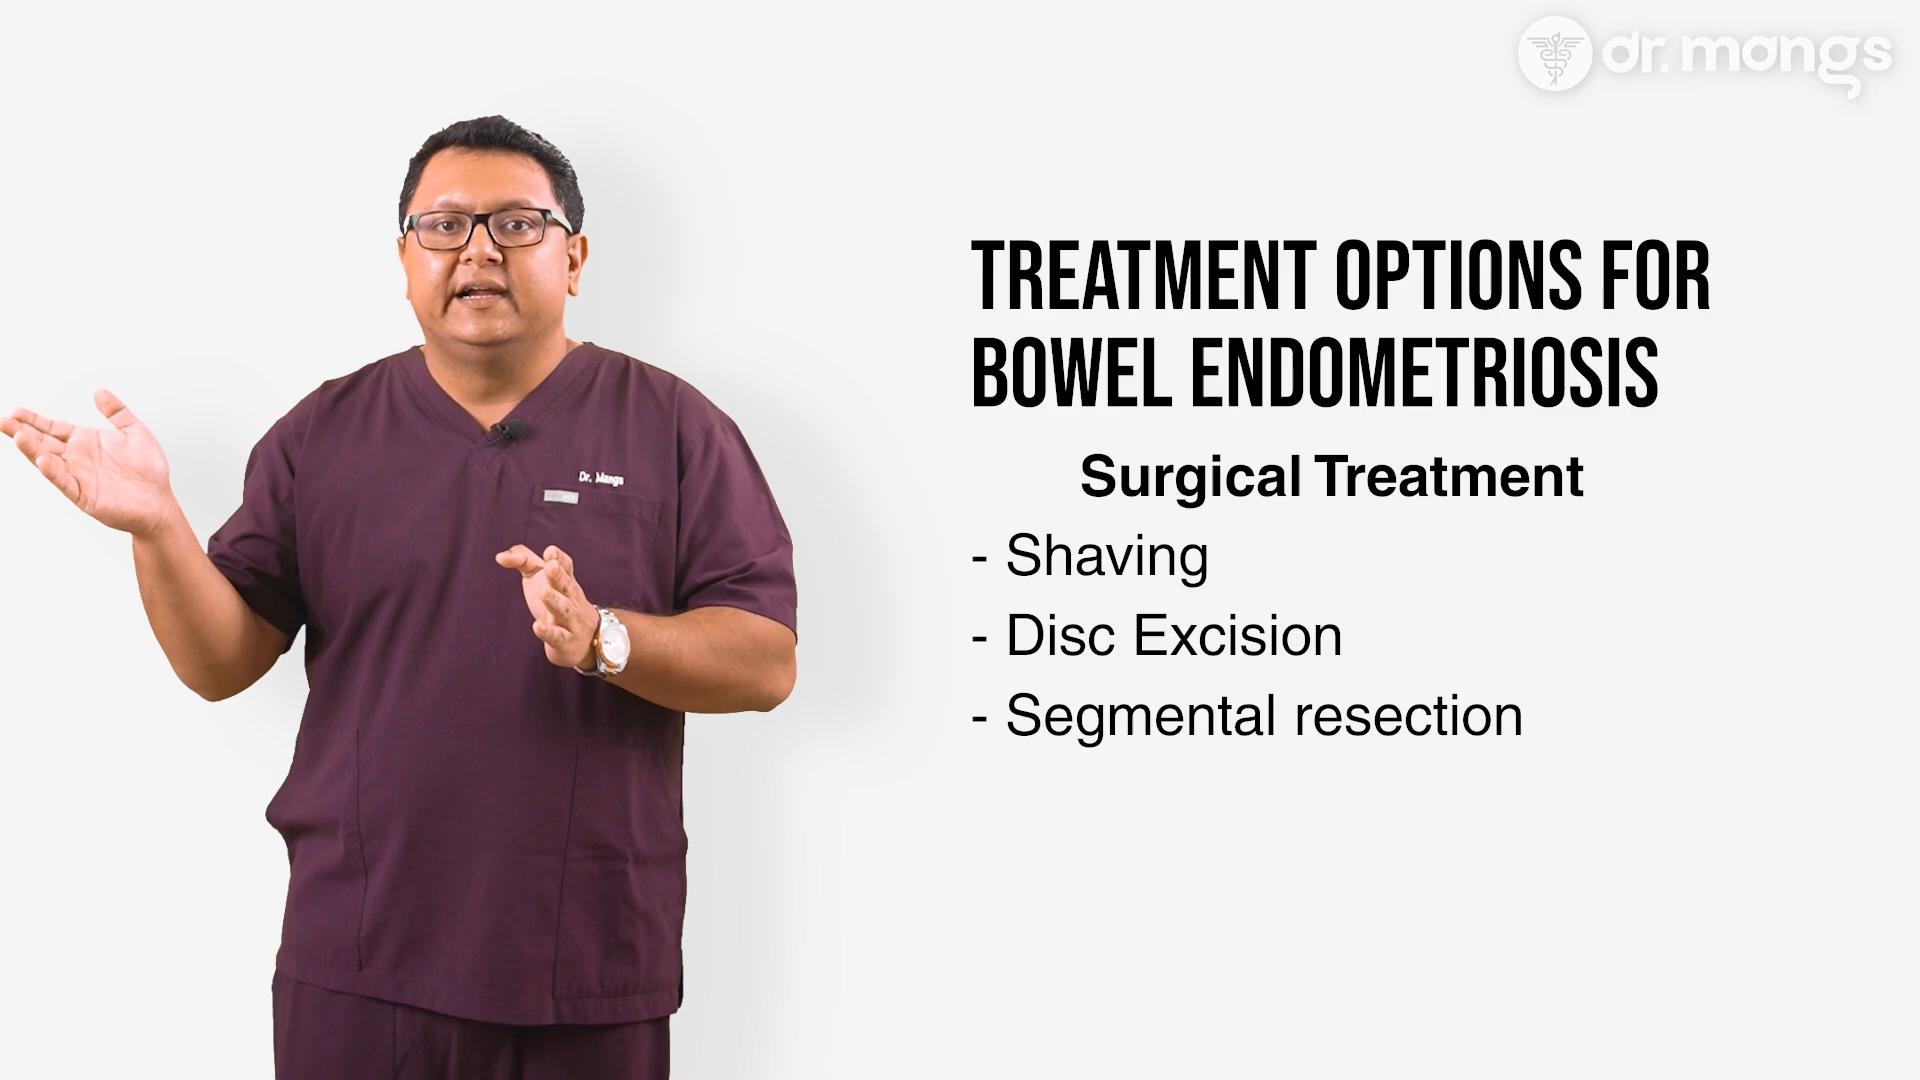 dr. mangs
TREATMENT OPTIONS FOR
BOWEL ENDOMETRIOSIS
Surgical Treatment
- Shaving
- Disc Excision
- Segmental resection
Dr. Mangs